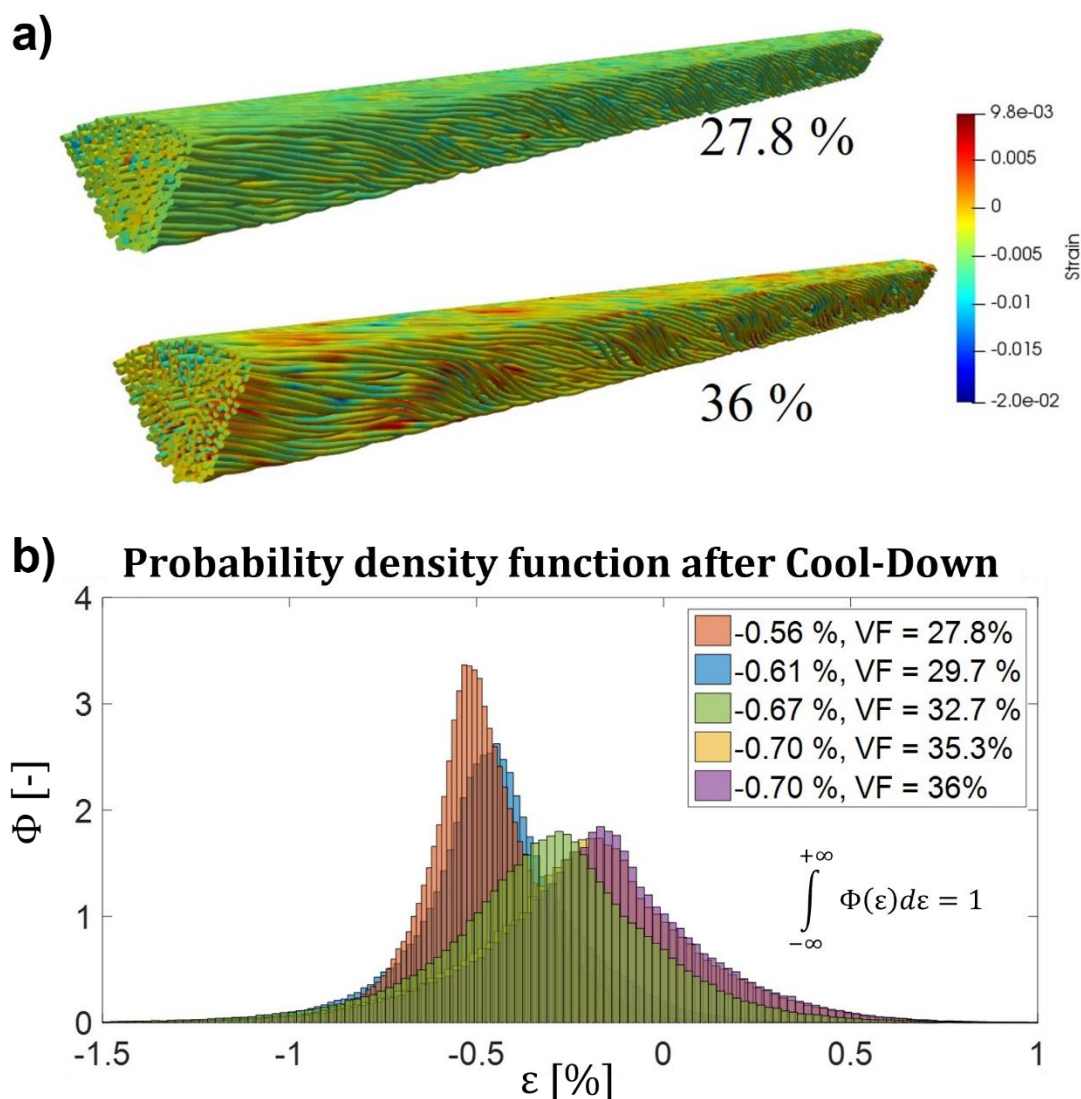 a)
27.8 %
36 %
9.8e-03
0.005
0
-0.005
-0.01
-0.015
-2.0e-02
Strain
b)
Probability density function after Cool-Down
4
3
2
1
0
Φ [-]
-0.56 %, VF = 27.8%
-0.61 %, VF = 29.7 %
-0.67 %, VF = 32.7 %
-0.70 %, VF = 35.3%
-0.70 %, VF = 36%
+∞
∫ Φ(ε)dε = 1
−∞
-1.5 -1 -0.5 0 0.5 1
ε [%]